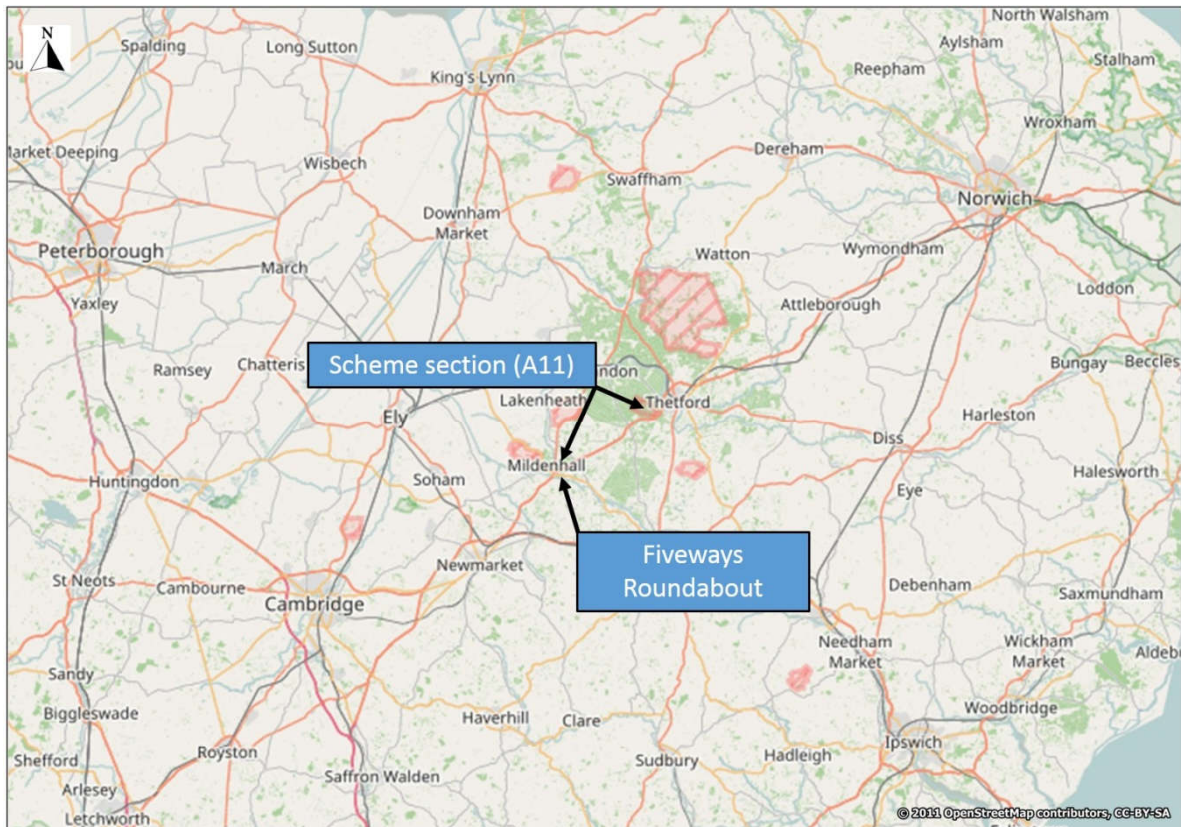 N
North Walsham
Spalding
Long Sutton
Aylsham
King's Lynn
Reepham
Stalham
Wroxham
Market Deeping
Wisbech
Dereham
Swaffham
Norwich
Downham
Market
Peterborough
March
Watton
Wymondham
Yaxley
Loddon
Attleborough
Ramsey
Chatteris
Scheme section (A11)
Bungay
Beccles
Lakenheath
Thetford
Ely
Harleston
Diss
Mildenhall
Huntingdon
Soham
Halesworth
Eye
Fiveways
Roundabout
Newmarket
St Neots
Cambourne
Debenham
Saxmundham
Cambridge
Needham
Market
Wickham
Market
Sandy
Biggleswade
Haverhill
Clare
Woodbridge
Royston
Ipswich
Shefford
Sudbury
Hadleigh
Saffron Walden
Arlesey
Letchworth
© 2011 OpenStreetMap contributors, CC-BY-SA